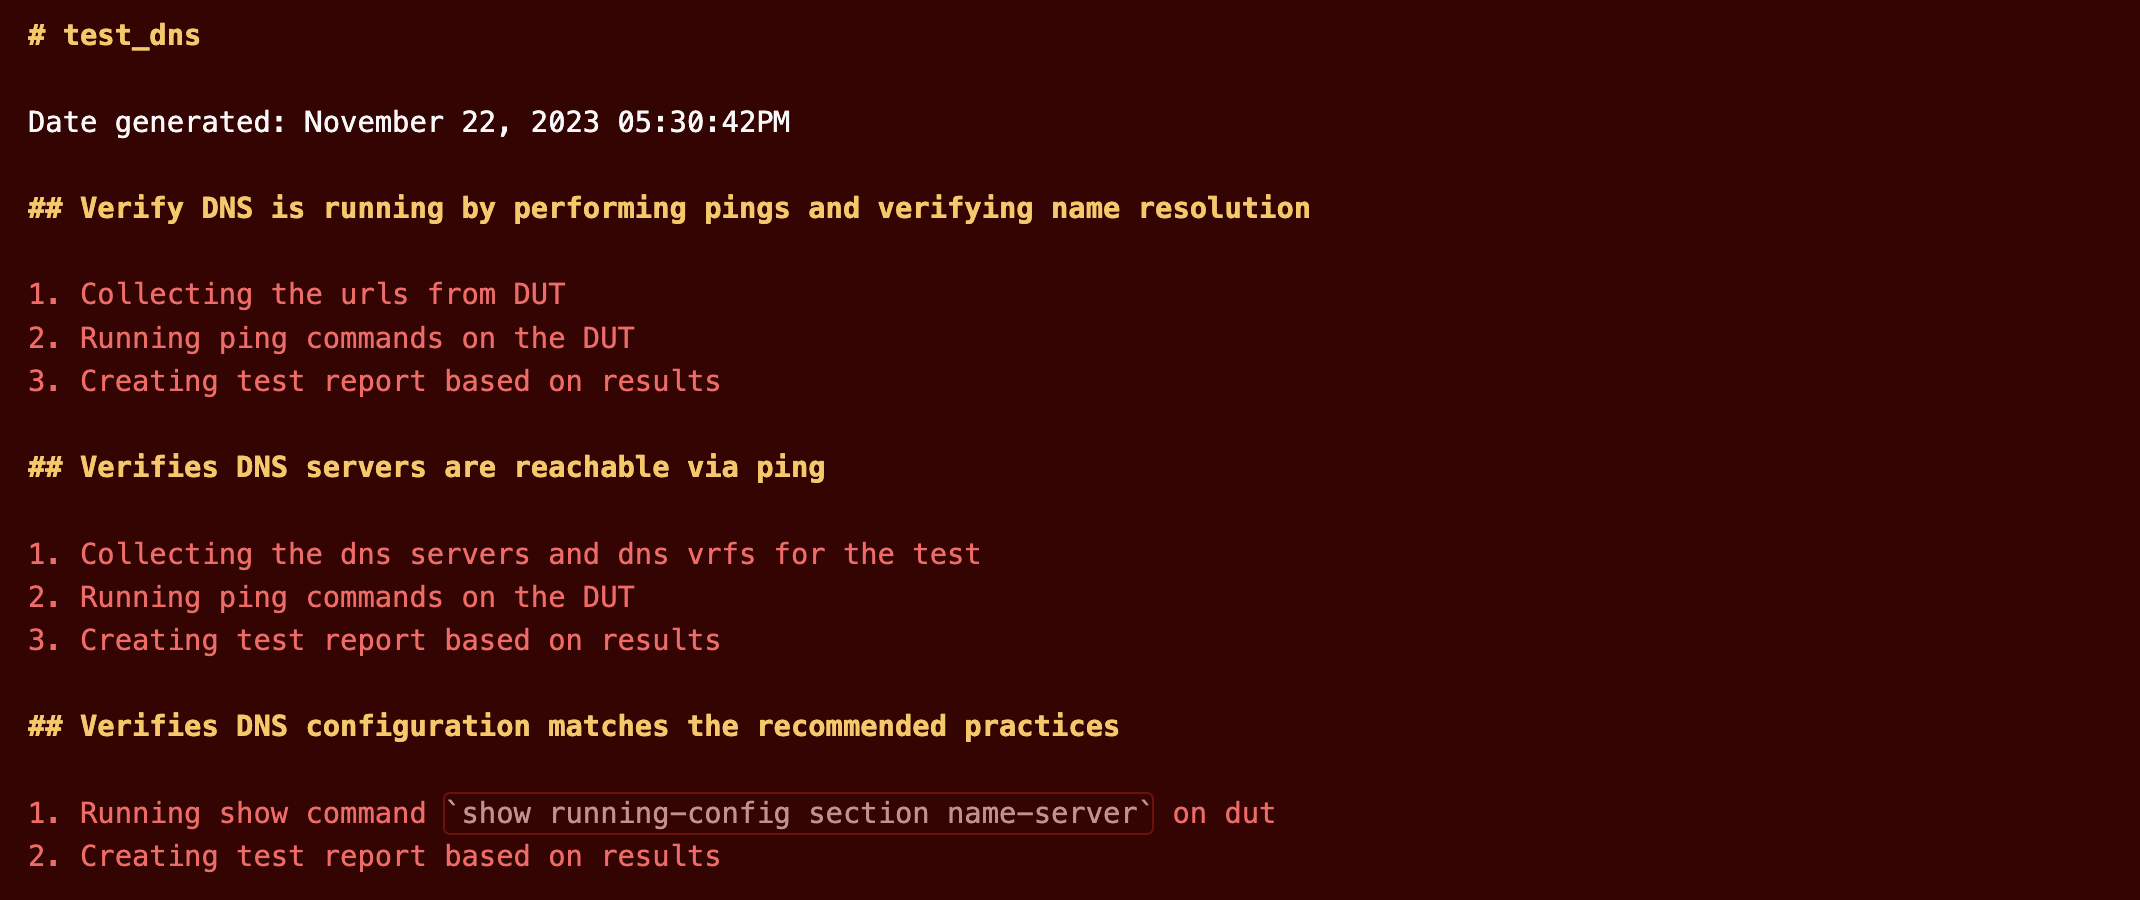 # test_dns
Date generated: November 22, 2023 05:30:42PM
## Verify DNS is running by performing pings and verifying name resolution
1. Collecting the urls from DUT
2. Running ping commands on the DUT
3. Creating test report based on results
## Verifies DNS servers are reachable via ping
1. Collecting the dns servers and dns vrfs for the test
2. Running ping commands on the DUT
3. Creating test report based on results
## Verifies DNS configuration matches the recommended practices
1. Running show command `show running-config section name-server` on dut
2. Creating test report based on results